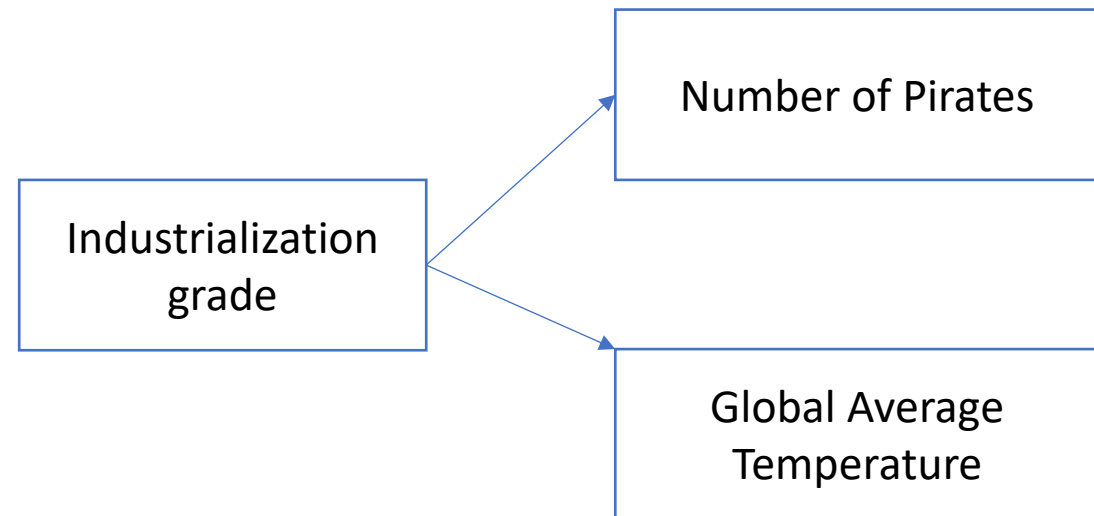 Number of Pirates
Industrialization
grade
Global Average
Temperature